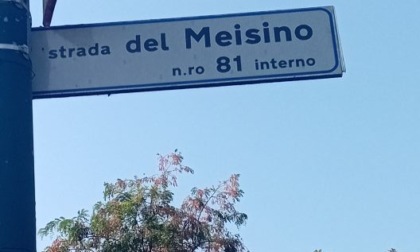 strada del Meisino
n.ro 81 interno